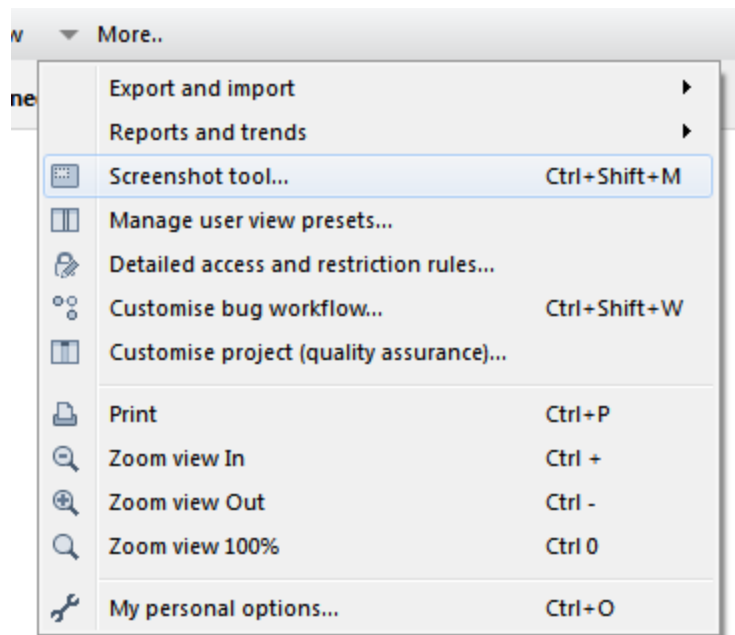 w More..
ne
Export and import
Reports and trends
Screenshot tool... Ctrl+Shift+M
Manage user view presets...
Detailed access and restriction rules...
Customise bug workflow... Ctrl+Shift+W
Customise project (quality assurance)...
Print Ctrl+P
Zoom view In Ctrl +
Zoom view Out Ctrl -
Zoom view 100% Ctrl 0
My personal options... Ctrl+O